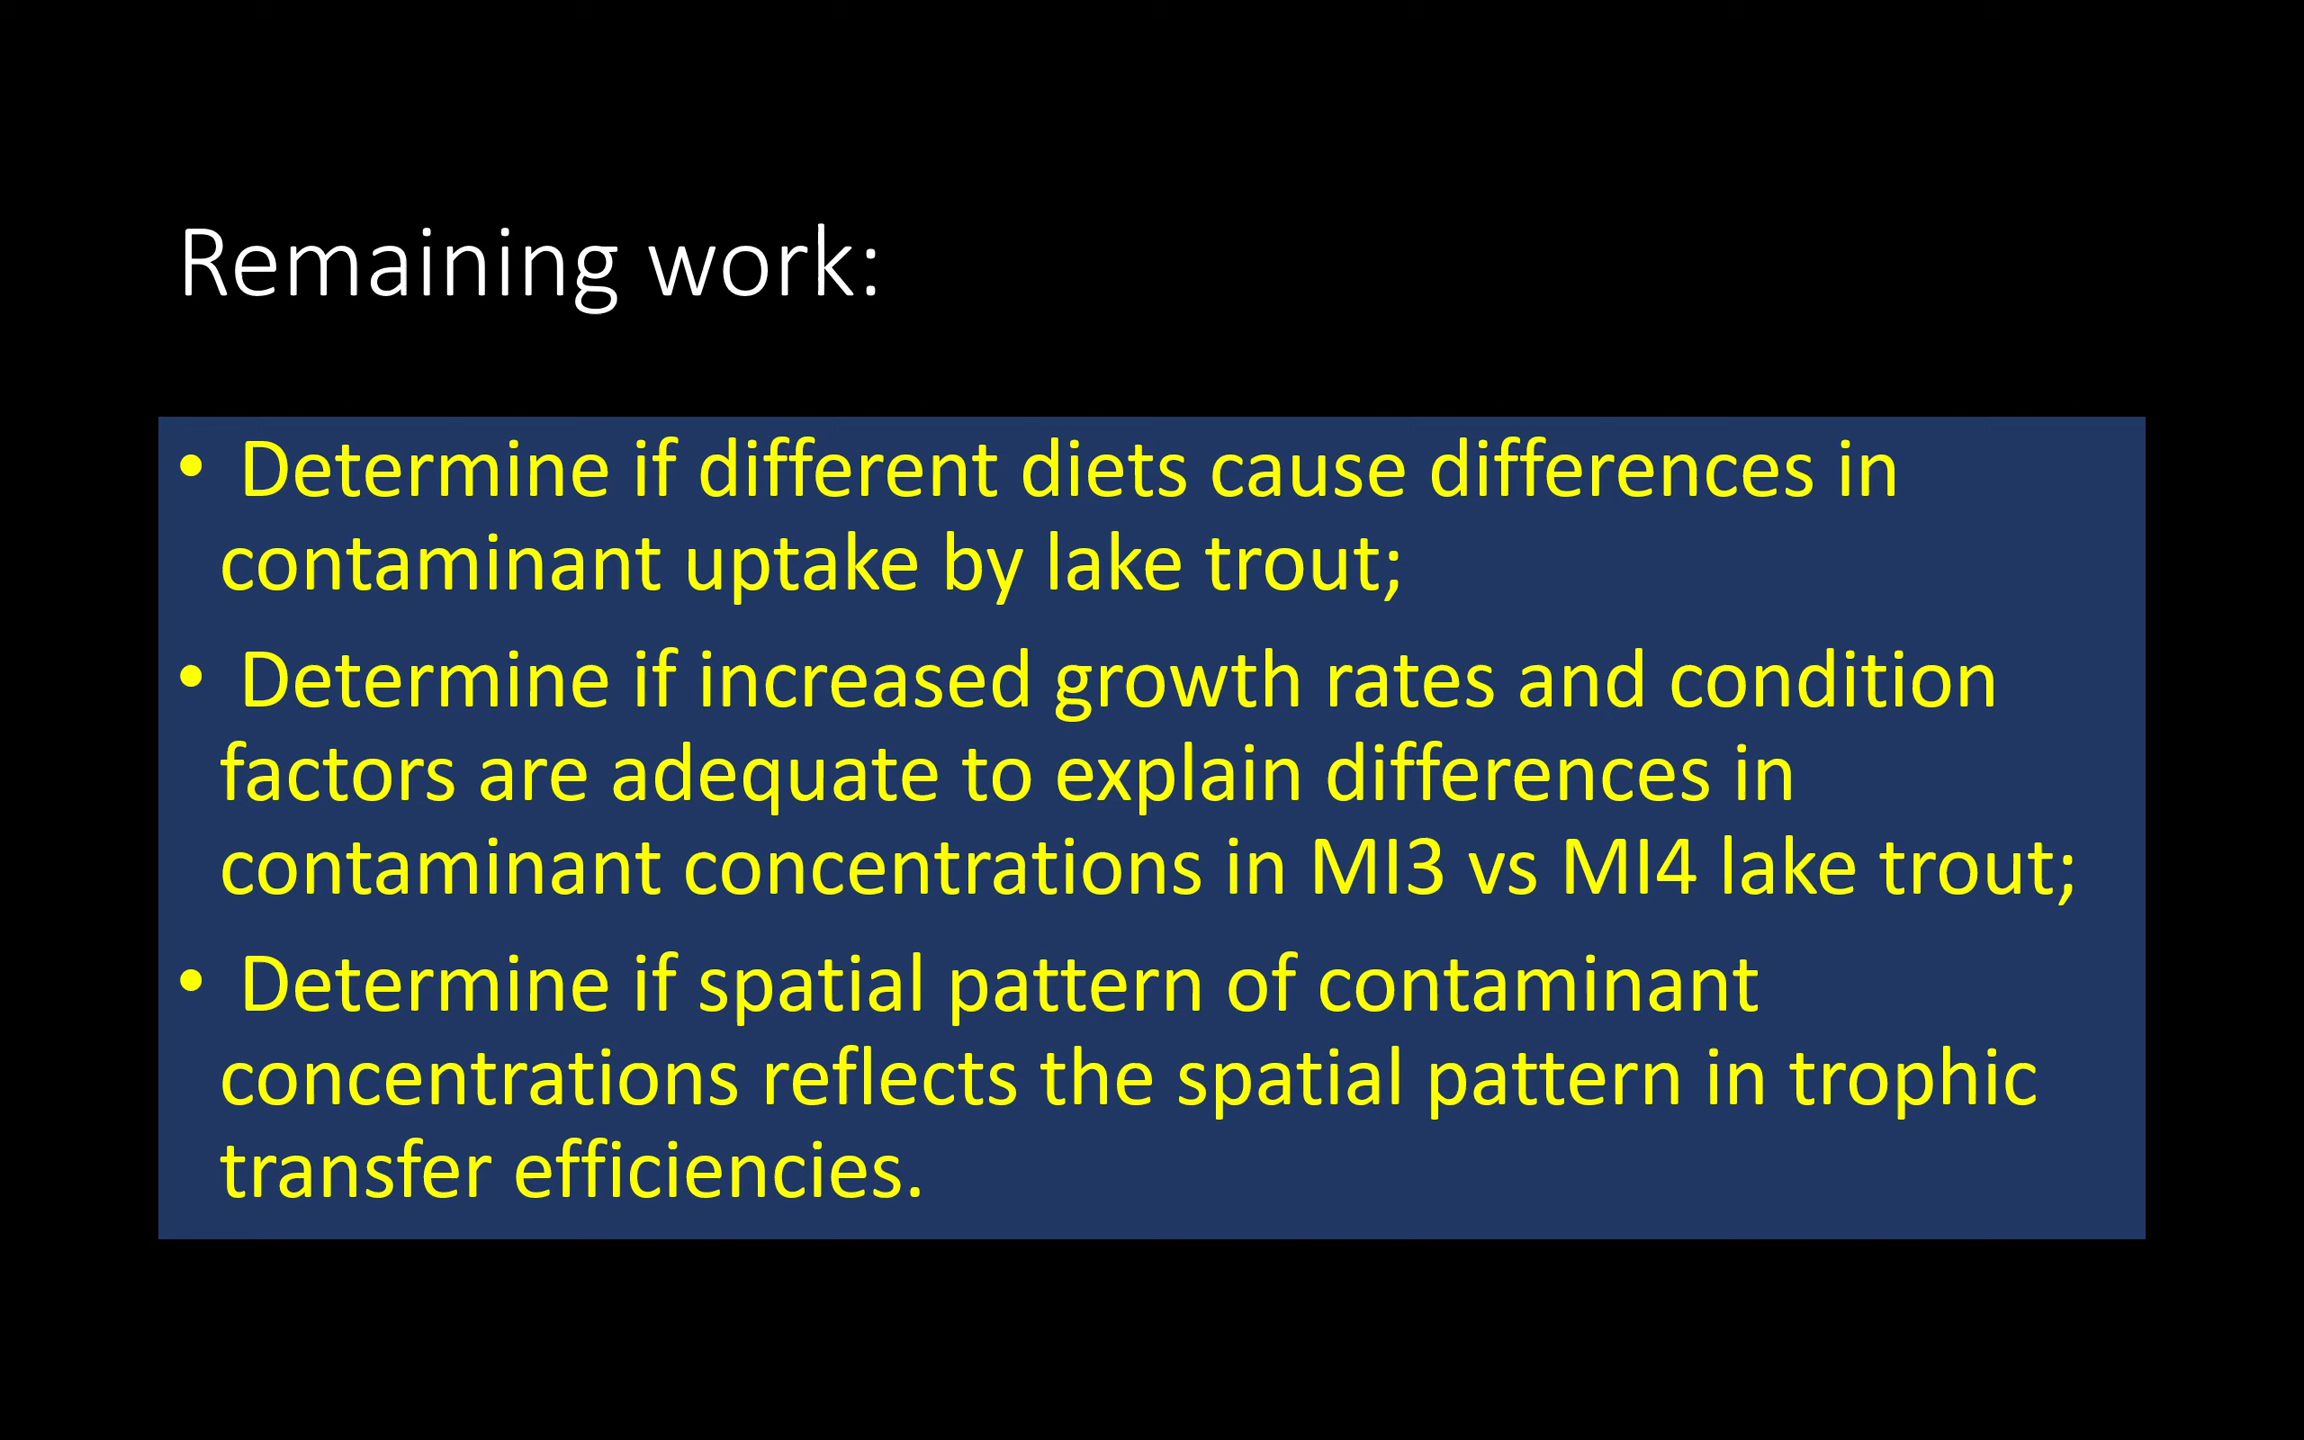 Remaining work:
• Determine if different diets cause differences in
contaminant uptake by lake trout;
• Determine if increased growth rates and condition
factors are adequate to explain differences in
contaminant concentrations in MI3 vs MI4 lake trout;
• Determine if spatial pattern of contaminant
concentrations reflects the spatial pattern in trophic
transfer efficiencies.